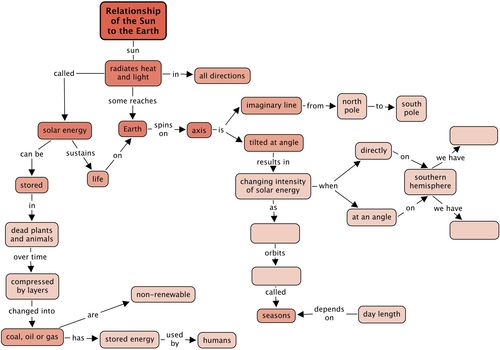 Relationship
of the Sun
to the Earth
sun
called
radiates heat
and light
in
all directions
some reaches
imaginary line
from
north
pole
to
south
pole
solar energy
Earth
spins
on
axis
is
can be
sustains
on
tilted at angle
we have
life
results in
directly
on
stored
changing intensity
of solar energy
when
southern
hemisphere
in
as
at an angle
on
we have
dead plants
and animals
over time
orbits
compressed
by layers
non-renewable
called
changed into
are
seasons
depends
on
day length
coal, oil or gas
has
stored energy
used
by
humans